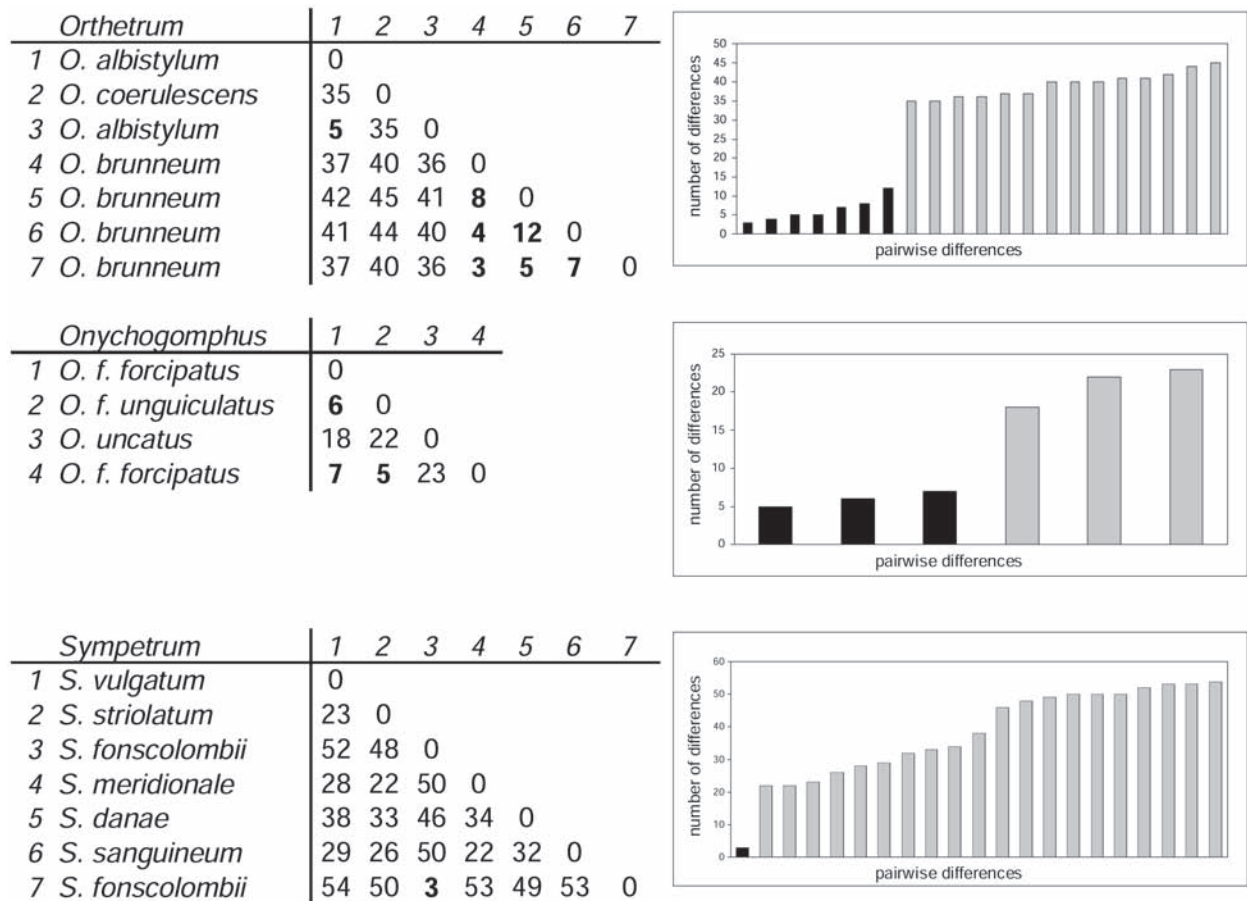 Orthetrum 1 2 3 4 5 6 7
1 O. albistylum 0
2 O. coerulescens 35 0
3 O. albistylum 5 35 0
4 O. brunneum 37 40 36 0
5 O. brunneum 42 45 41 8 0
6 O. brunneum 41 44 40 4 12 0
7 O. brunneum 37 40 36 3 5 7 0
50
45
40
35
30
25
20
15
10
5
0
number of differences
pairwise differences
Onychogomphus 1 2 3 4
1 O. f. forcipatus 0
2 O. f. unguiculatus 6 0
3 O. uncatus 18 22 0
4 O. f. forcipatus 7 5 23 0
25
20
15
10
5
0
number of differences
pairwise differences
Sympetrum 1 2 3 4 5 6 7
1 S. vulgatum 0
2 S. striolatum 23 0
3 S. fonscolombii 52 48 0
4 S. meridionale 28 22 50 0
5 S. danae 38 33 46 34 0
6 S. sanguineum 29 26 50 22 32 0
7 S. fonscolombii 54 50 3 53 49 53 0
60
50
40
30
20
10
0
number of differences
pairwise differences